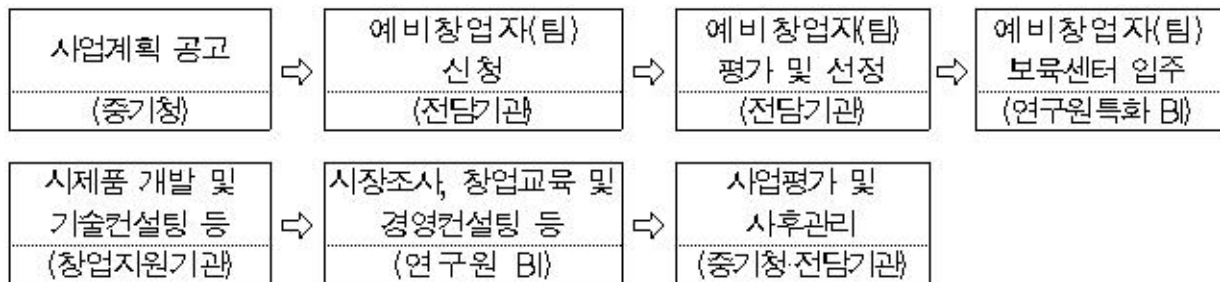 사업계획 공고
(중기청)
⇨
예비창업자(팀)
신청
(전담기관)
⇨
예비창업자(팀)
평가 및 선정
(전담기관)
⇨
예비창업자(팀)
보육센터 입주
(연구원특화 BI)
시제품 개발 및
기술컨설팅 등
(창업지원기관)
⇨
시장조사, 창업교육 및
경영컨설팅 등
(연구원 BI)
⇨
사업평가 및
사후관리
(중기청·전담기관)